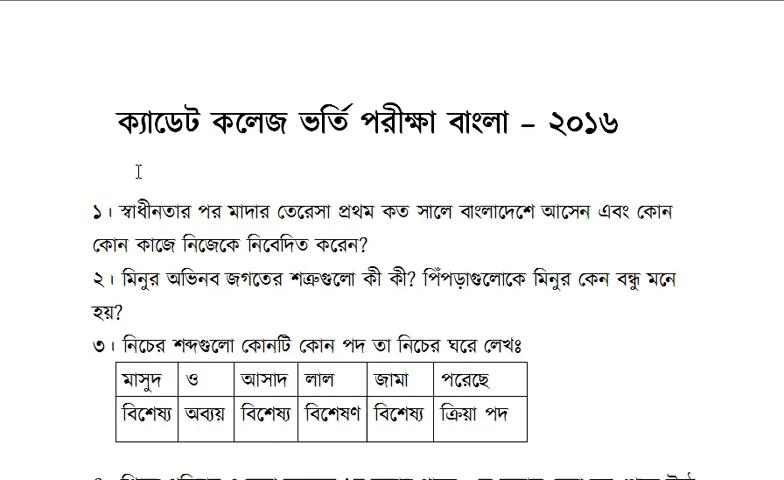 ক্যাডেট কলেজ ভর্তি পরীক্ষা বাংলা – ২০১৬
১। স্বাধীনতার পর মাদার তেরেসা প্রথম কত সালে বাংলাদেশে আসেন এবং কোন
কোন কাজে নিজেকে নিবেদিত করেন?
২। মিনুর অভিনব জগতের শত্রুগুলো কী কী? পিঁপড়াগুলোকে মিনুর কেন বন্ধু মনে
হয়?
৩। নিচের শব্দগুলো কোনটি কোন পদ তা নিচের ঘরে লেখঃ
মাসুদ ও আসাদ লাল জামা পরেছে
বিশেষ্য অব্যয় বিশেষ্য বিশেষণ বিশেষ্য ক্রিয়া পদ